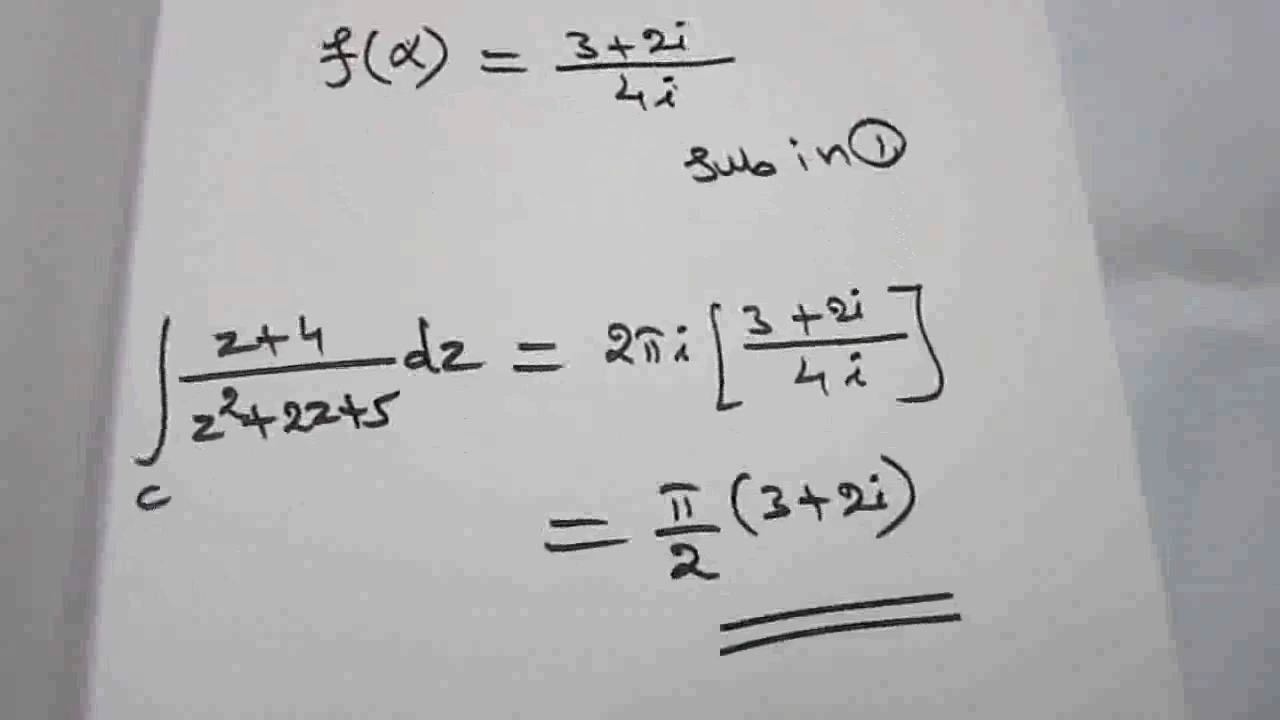 f(α) = (3+2i)/(4i)
sub in ①
∫_c (z+4)/(z²+2z+5) dz = 2πi [(3+2i)/(4i)]
= π/2 (3+2i)